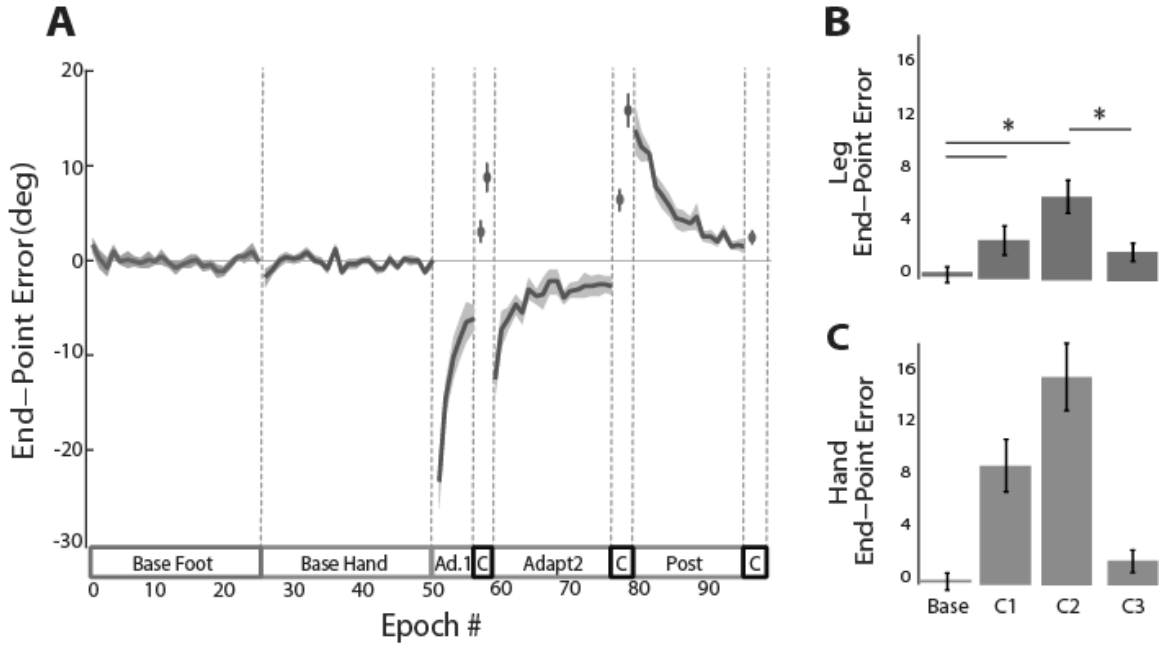 A
20
10
0
-10
-20
-30
End−Point Error(deg)
Base Foot
Base Hand
Ad.1
C
Adapt2
C
Post
C
0 10 20 30 40 50 60 70 80 90
Epoch #
B
16
12
8
4
0
Leg
End−Point Error
*
*
C
16
12
8
4
0
Hand
End−Point Error
Base C1 C2 C3